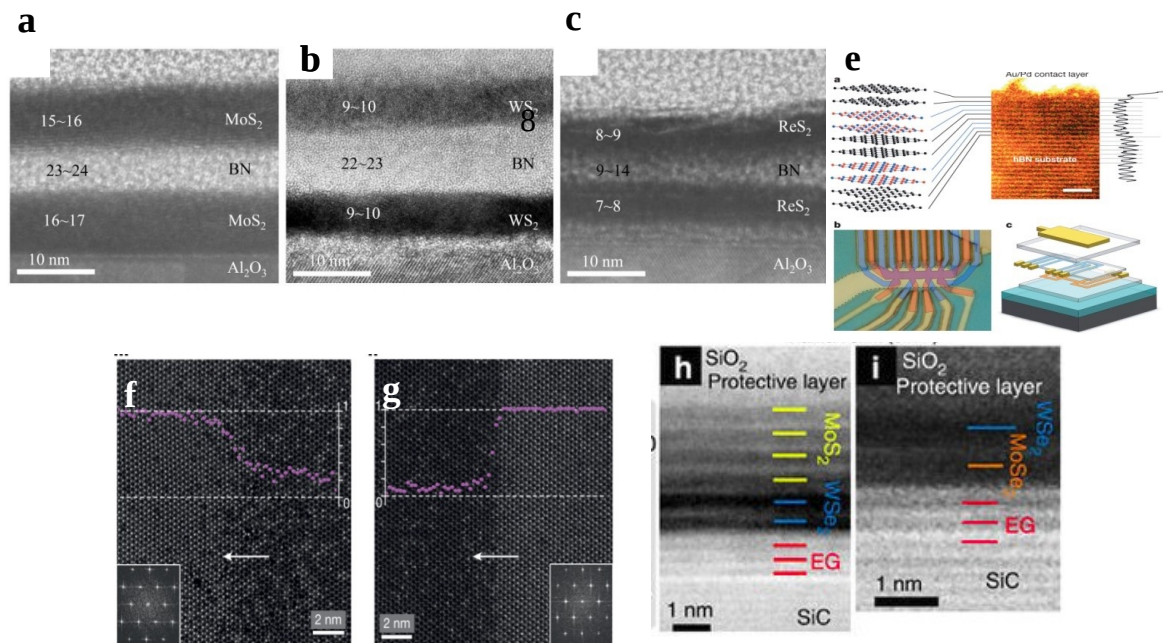 a
15~16
MoS2
23~24
BN
16~17
MoS2
10 nm
Al2O3
b
9~10
WS2
8
22~23
BN
9~10
WS2
10 nm
Al2O3
c
8~9
ReS2
9~14
BN
7~8
ReS2
10 nm
Al2O3
e
a
Au/Pd contact layer
hBN substrate
b
c
f
1
0
2 nm
g
2 nm
h
SiO2
Protective layer
MoS2
WSe2
EG
1 nm
SiC
i
SiO2
Protective layer
WSe2
MoSe2
EG
1 nm
SiC